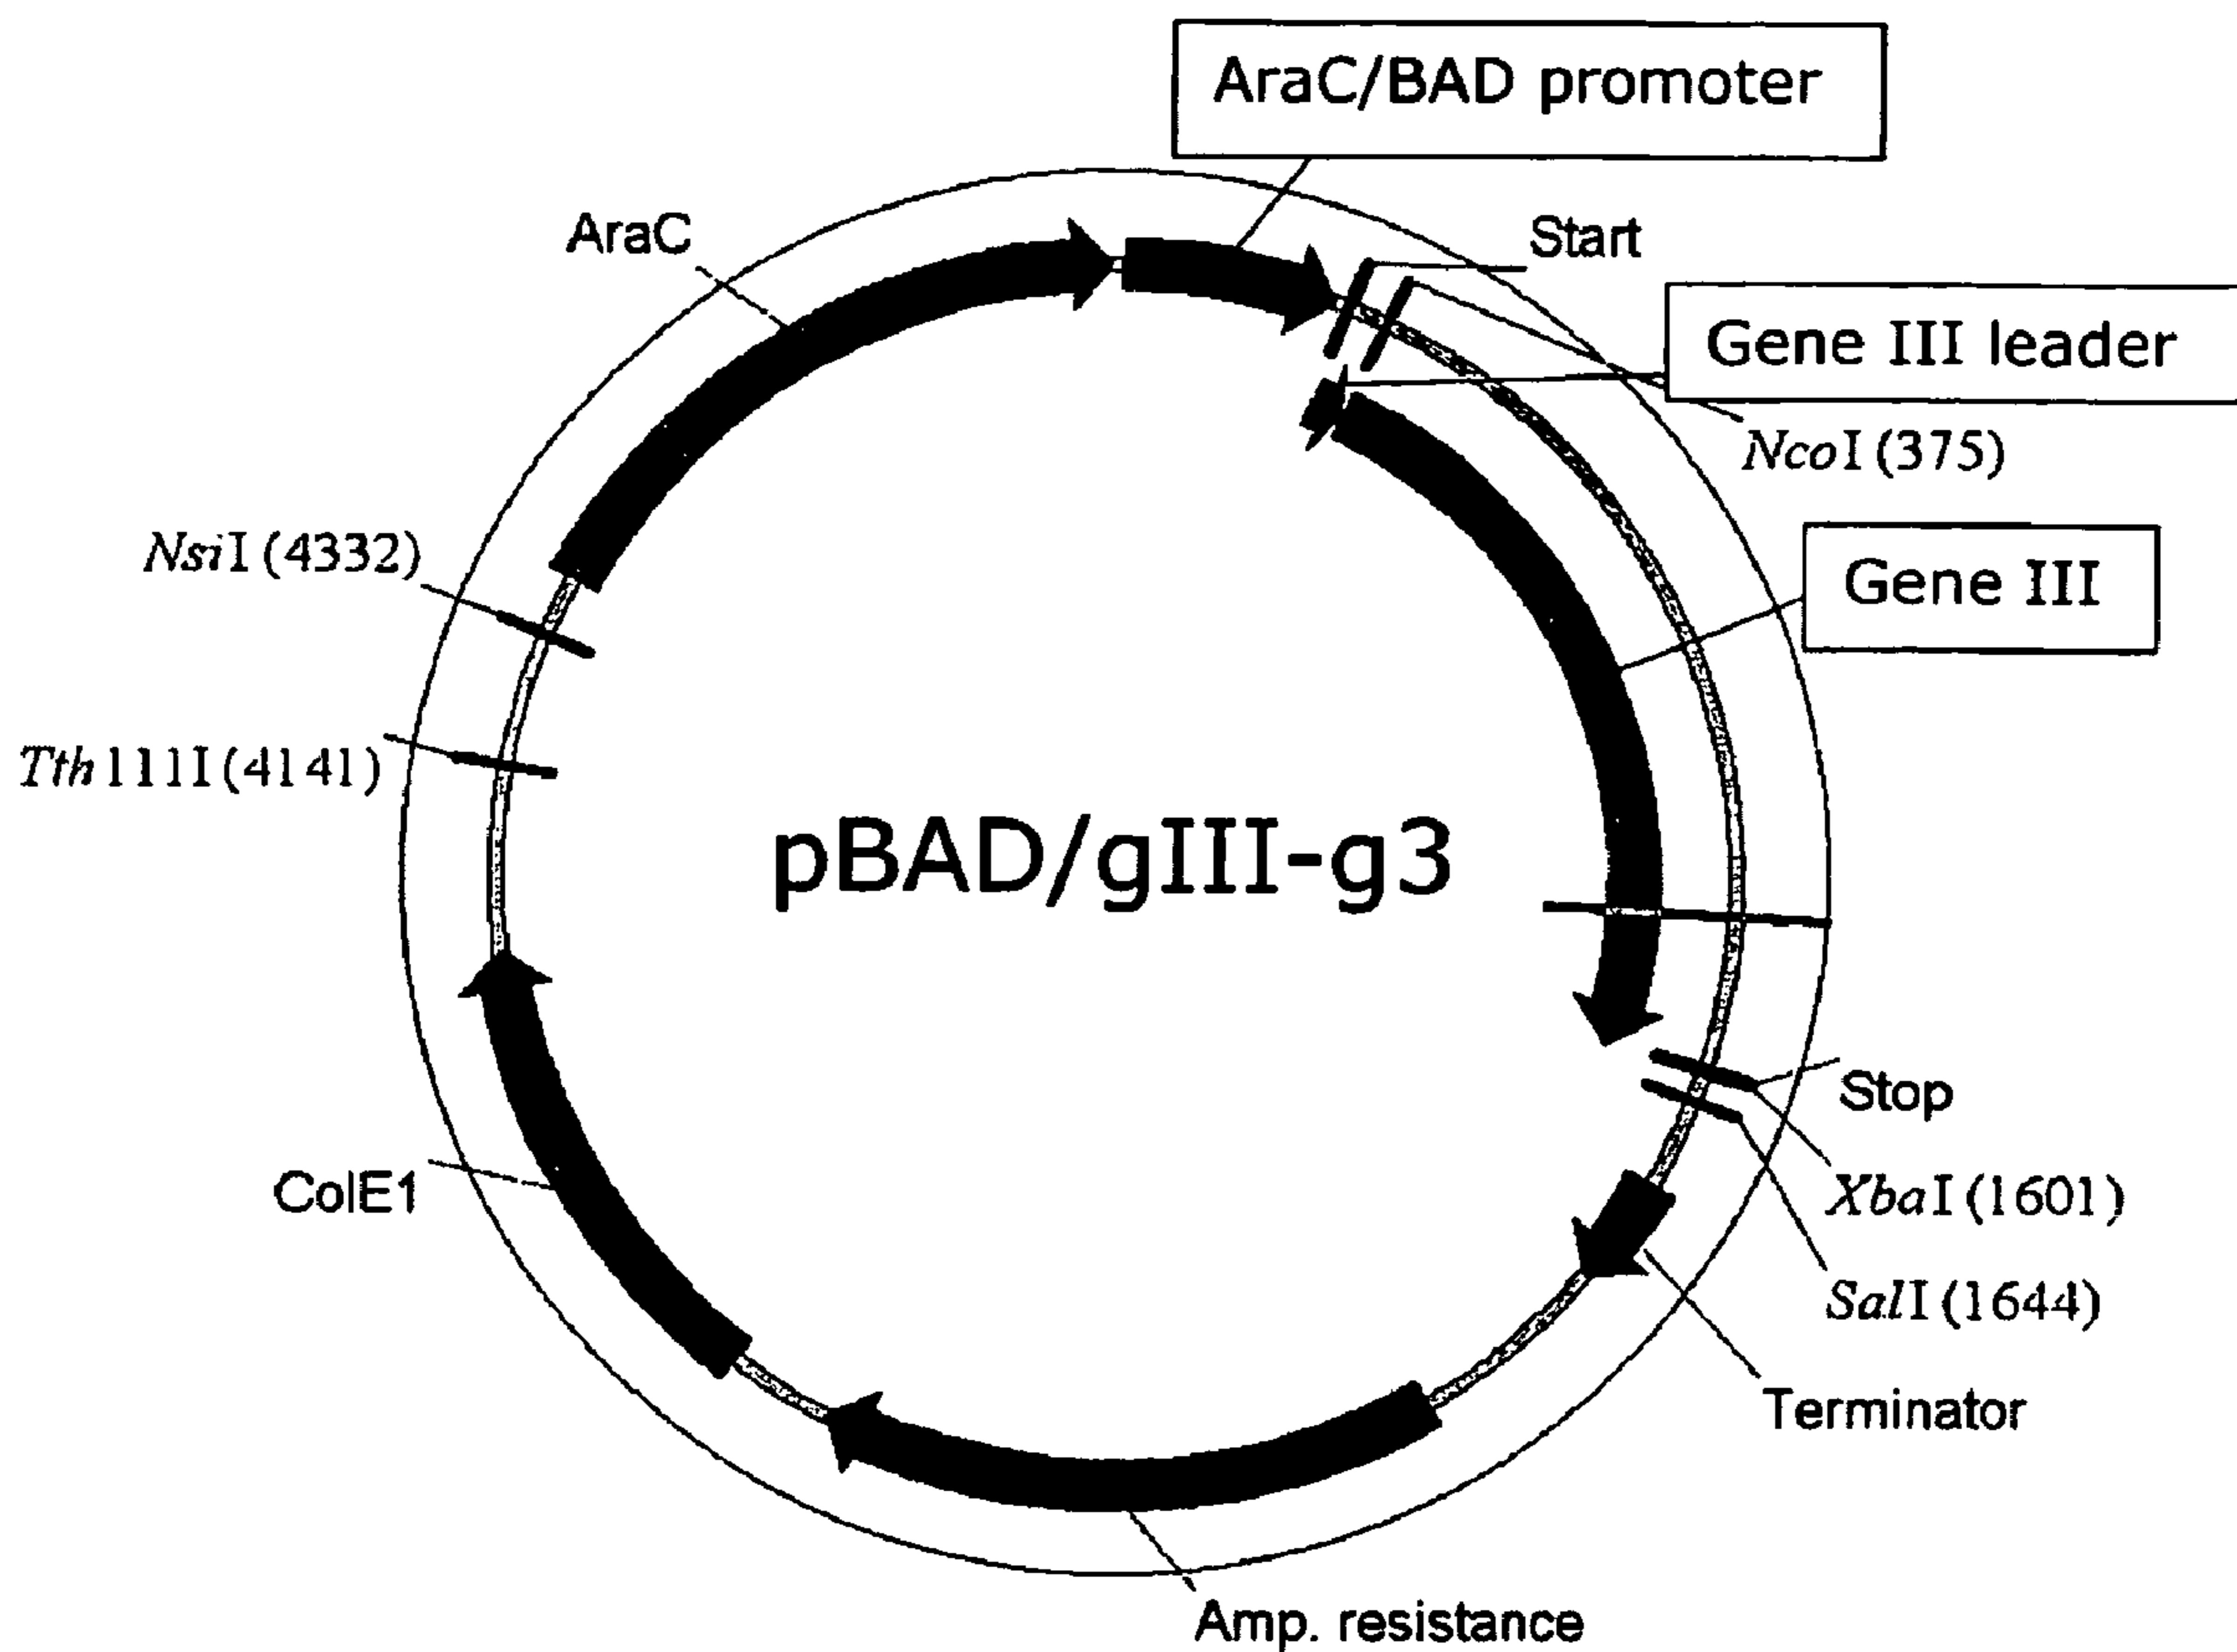 AraC/BAD promoter
AraC
Start
Gene III leader
NcoI (375)
NsiI (4332)
Gene III
Tth111I (4141)
pBAD/gIII-g3
Stop
ColE1
XbaI (1601)
SalI (1644)
Terminator
Amp. resistance